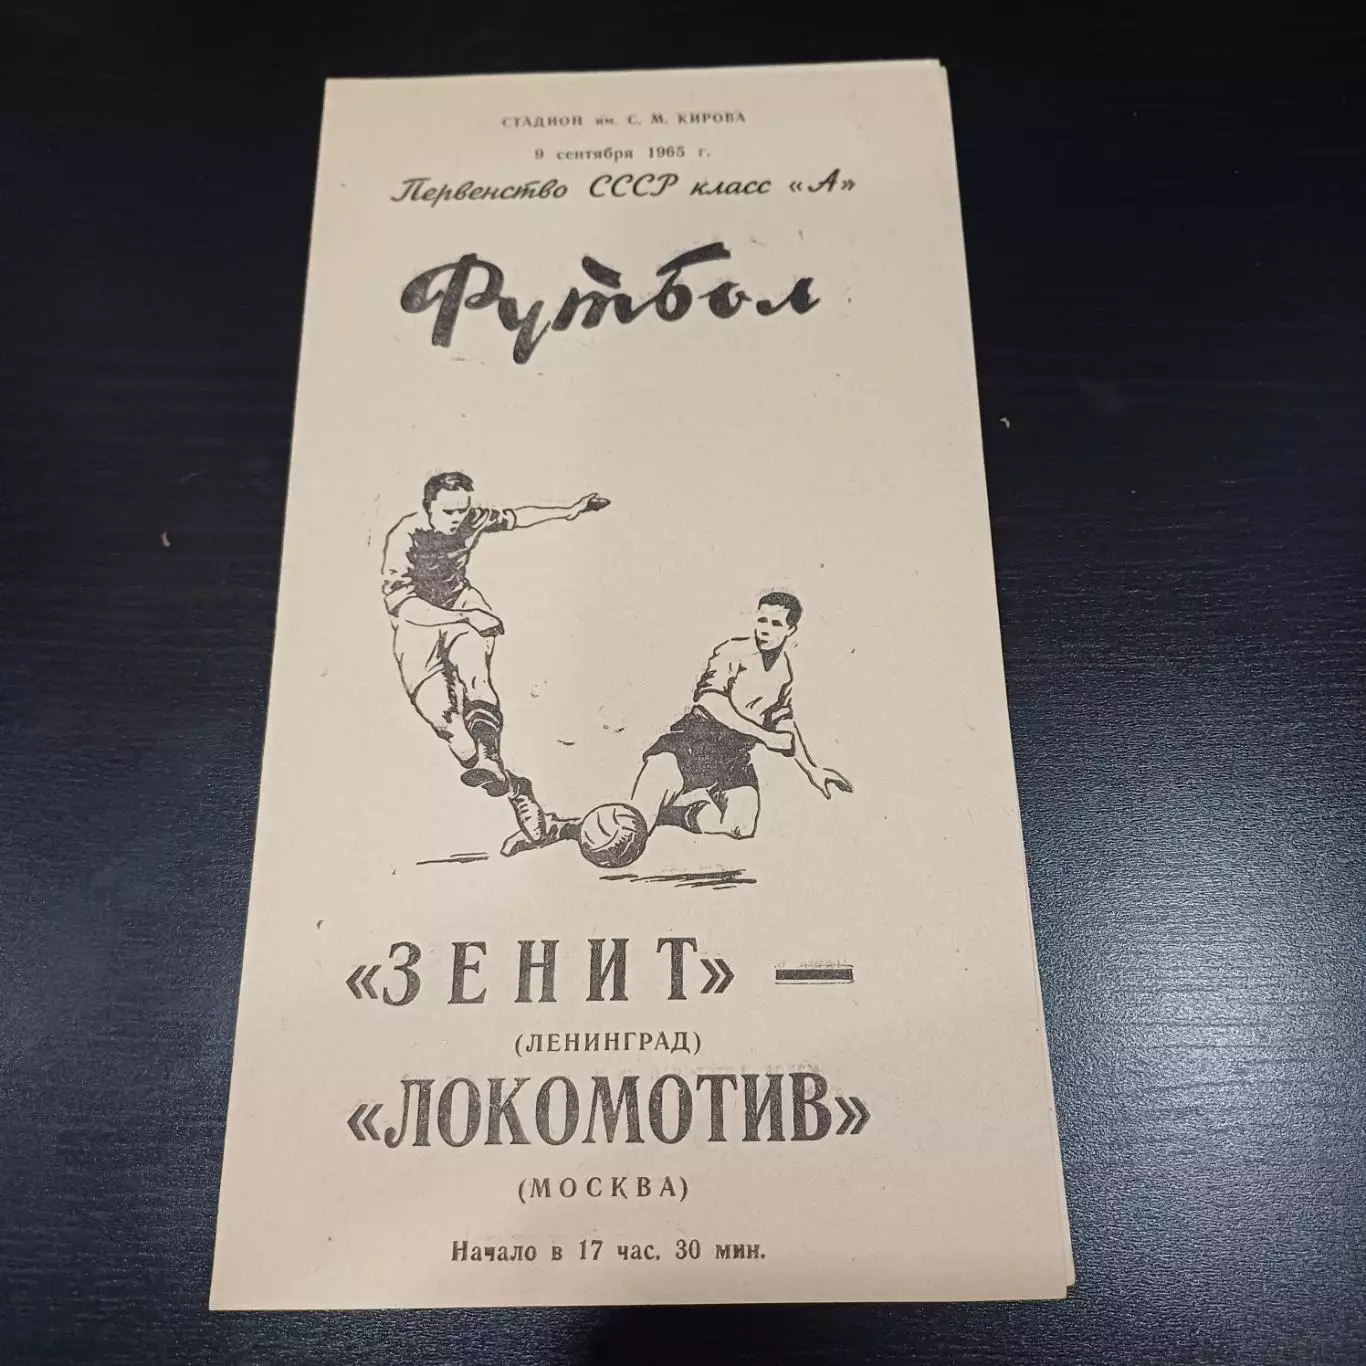 СТАДИОН им. С. М. КИРОВА
9 сентября 1965 г.
Первенство СССР класс «А»
Футбол
«ЗЕНИТ» —
(ЛЕНИНГРАД)
«ЛОКОМОТИВ»
(МОСКВА)
Начало в 17 час. 30 мин.